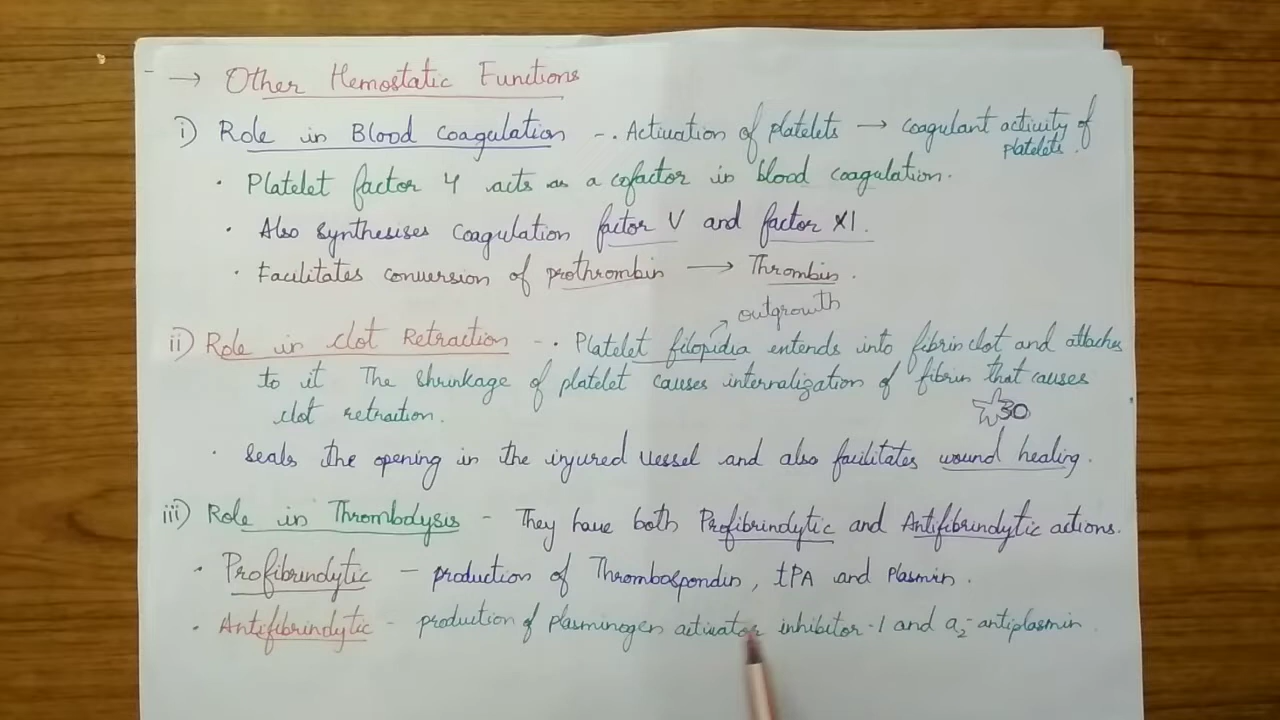 - → Other Hemostatic Functions
i) Role in Blood coagulation -. Activation of platelets → coagulant activity of platelets.
. Platelet factor 4 acts as a cofactor in blood coagulation.
. Also synthesises coagulation factor V and factor XI.
. Facilitates conversion of prothrombin → Thrombin.
outgrowth
ii) Role in clot Retraction -. Platelet filopidia entends into fibrin clot and attaches
to it The shrinkage of platelet causes internalization of fibrin that causes
clot retraction.
30
. Seals the opening in the injured vessel and also facilitates wound healing.
iii) Role in Thrombolysis - They have both Profibrinolytic and Antifibrinolytic actions.
. Profibrinolytic - production of Thrombospondin, tPA and Plasmin.
. Antifibrinolytic - production of plasminogen activator inhibitor-1 and a2-antiplasmin.